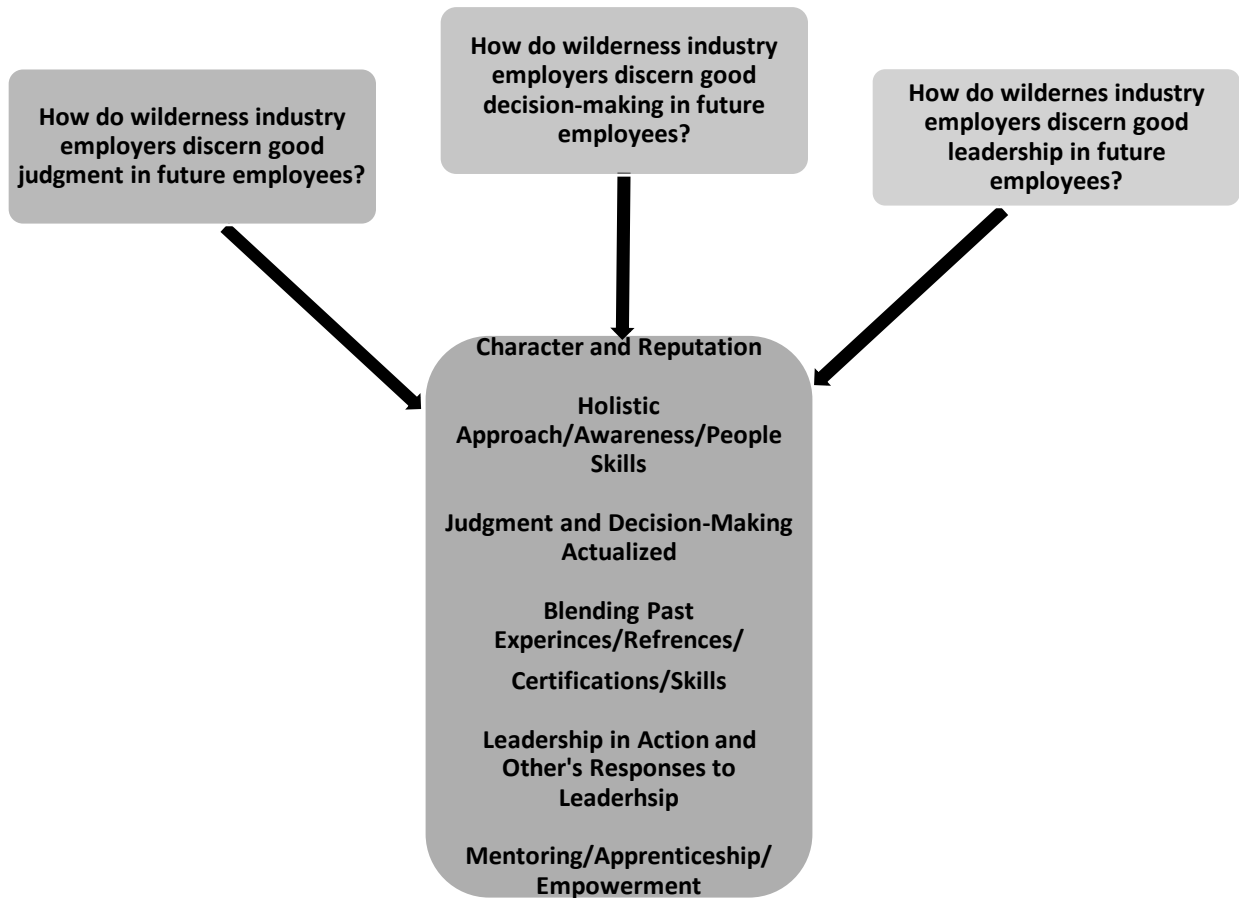 How do wilderness industry
employers discern good
judgment in future employees?
How do wilderness industry
employers discern good
decision-making in future
employees?
How do wildernes industry
employers discern good
leadership in future
employees?
Character and Reputation
Holistic
Approach/Awareness/People
Skills
Judgment and Decision-Making
Actualized
Blending Past
Experinces/Refrences/
Certifications/Skills
Leadership in Action and
Other's Responses to
Leaderhsip
Mentoring/Apprenticeship/
Empowerment